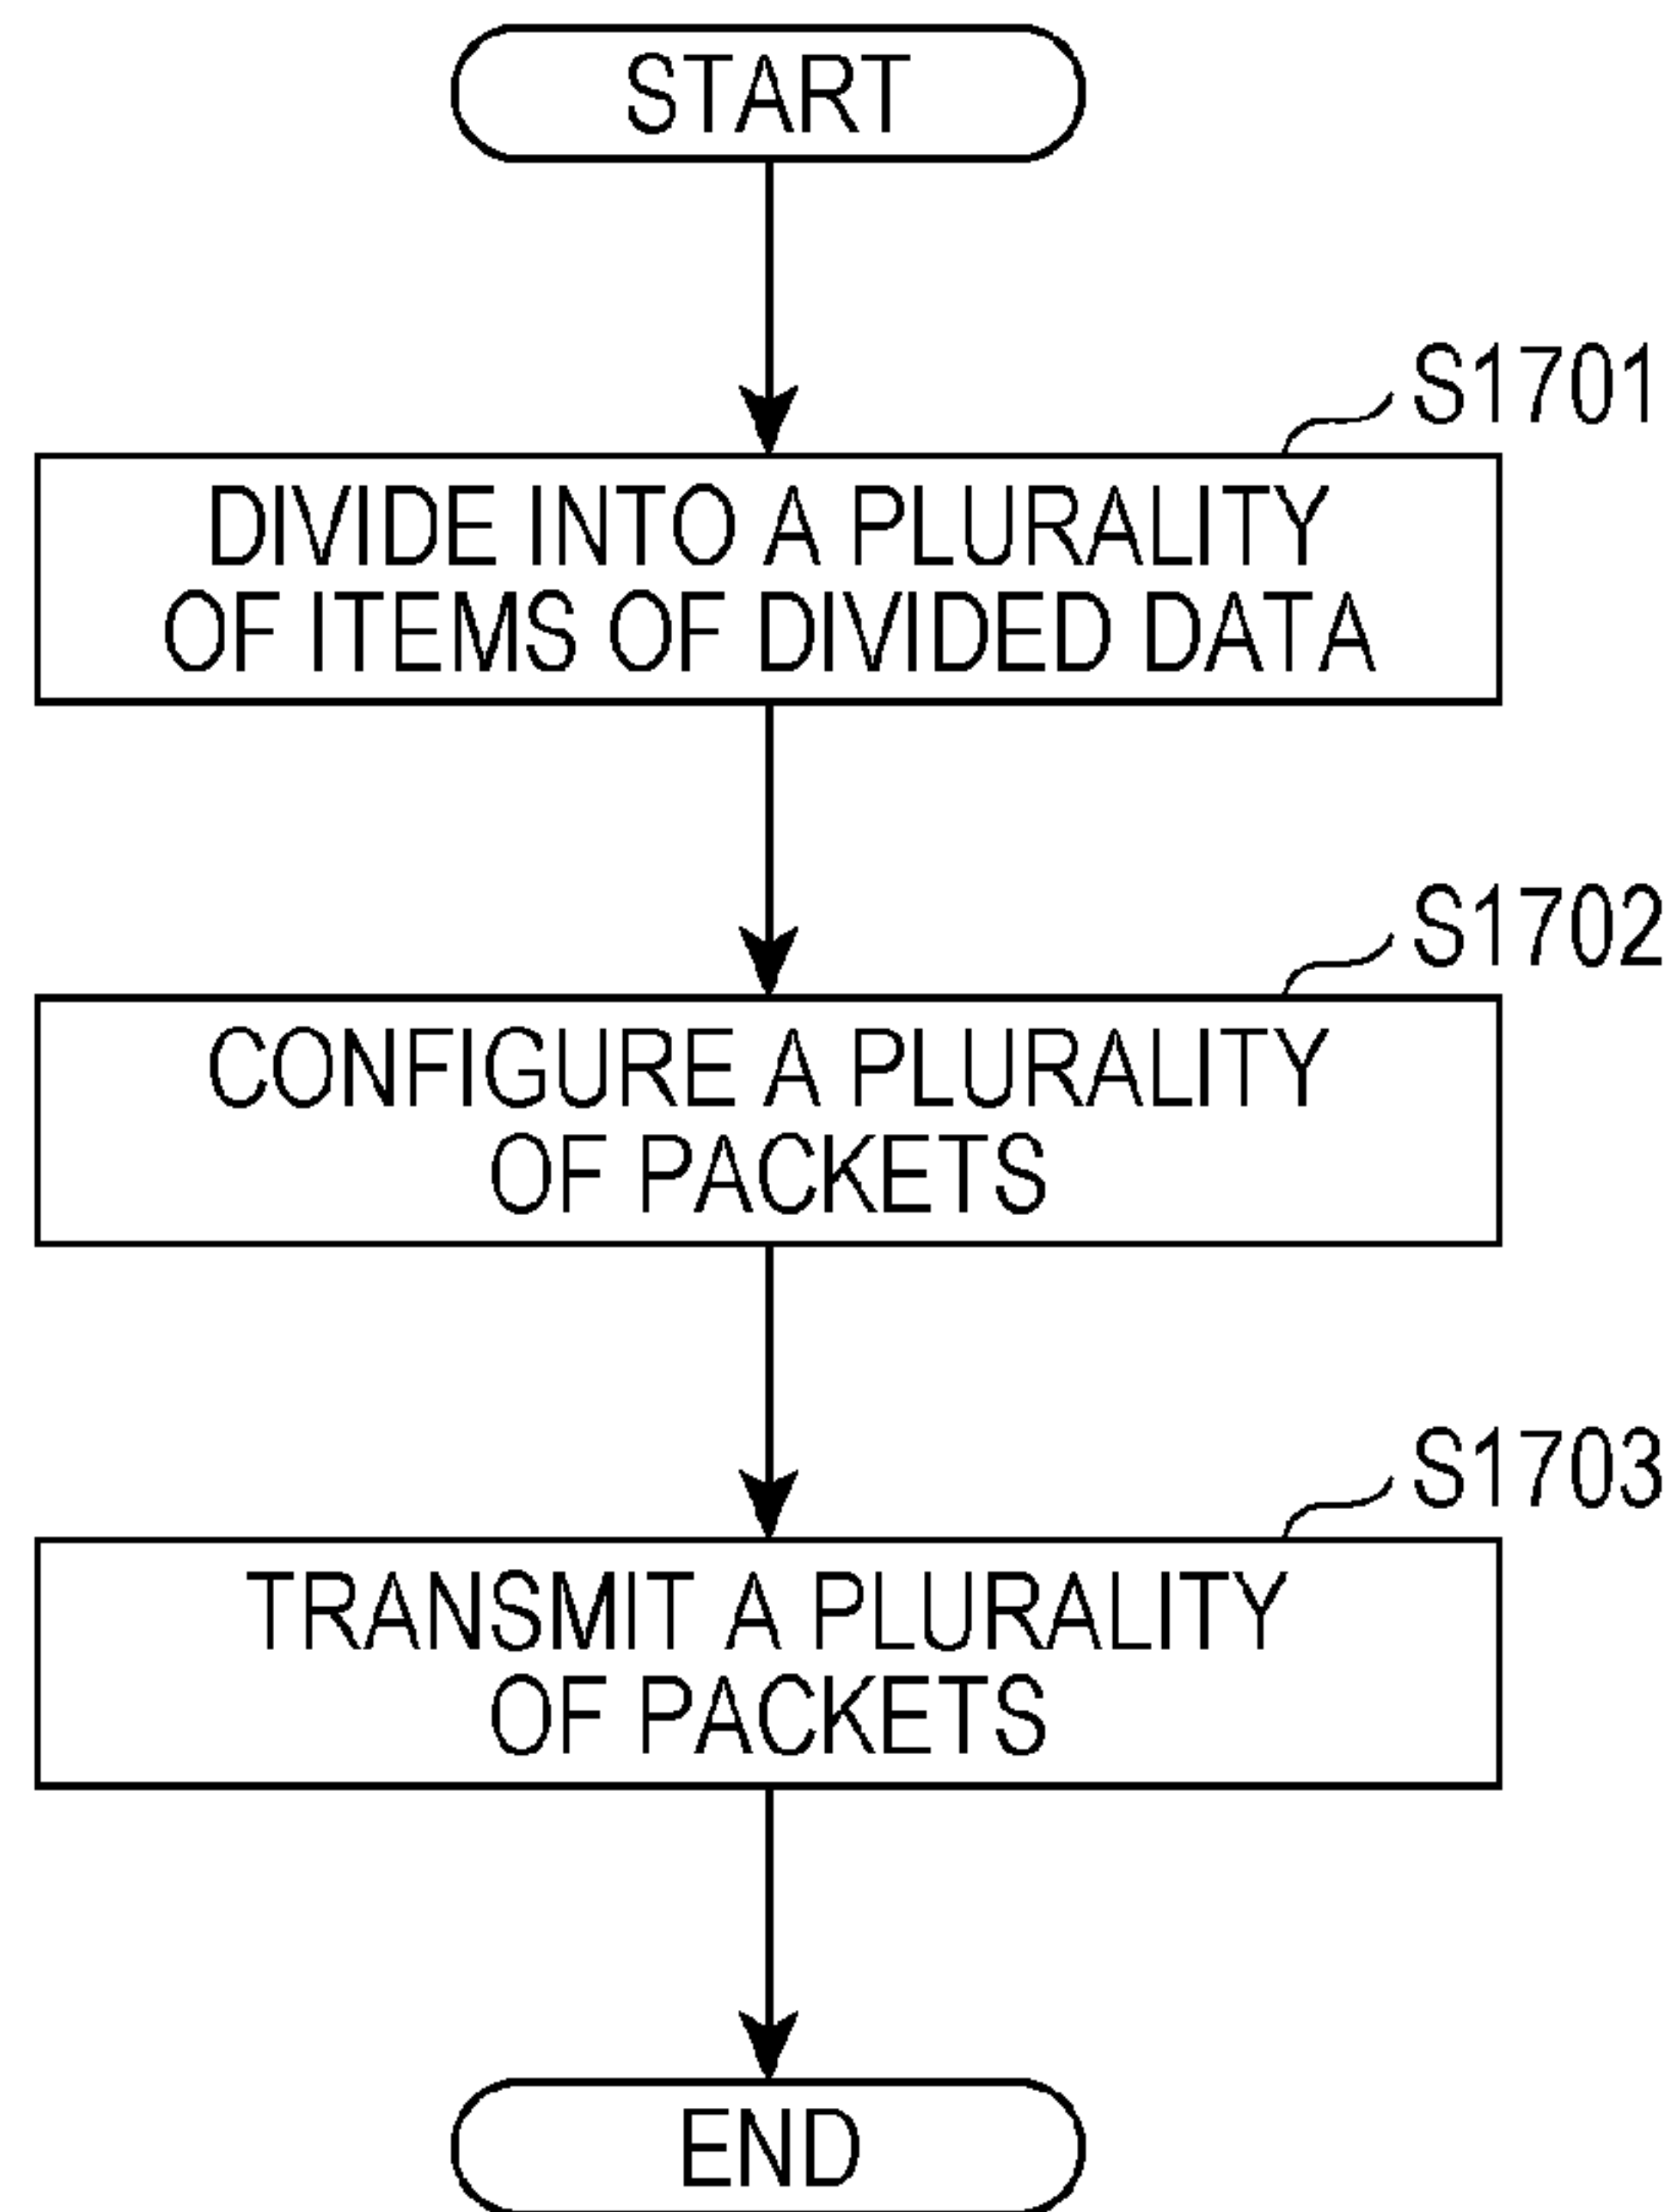 START
S1701
DIVIDE INTO A PLURALITY
OF ITEMS OF DIVIDED DATA
S1702
CONFIGURE A PLURALITY
OF PACKETS
S1703
TRANSMIT A PLURALITY
OF PACKETS
END